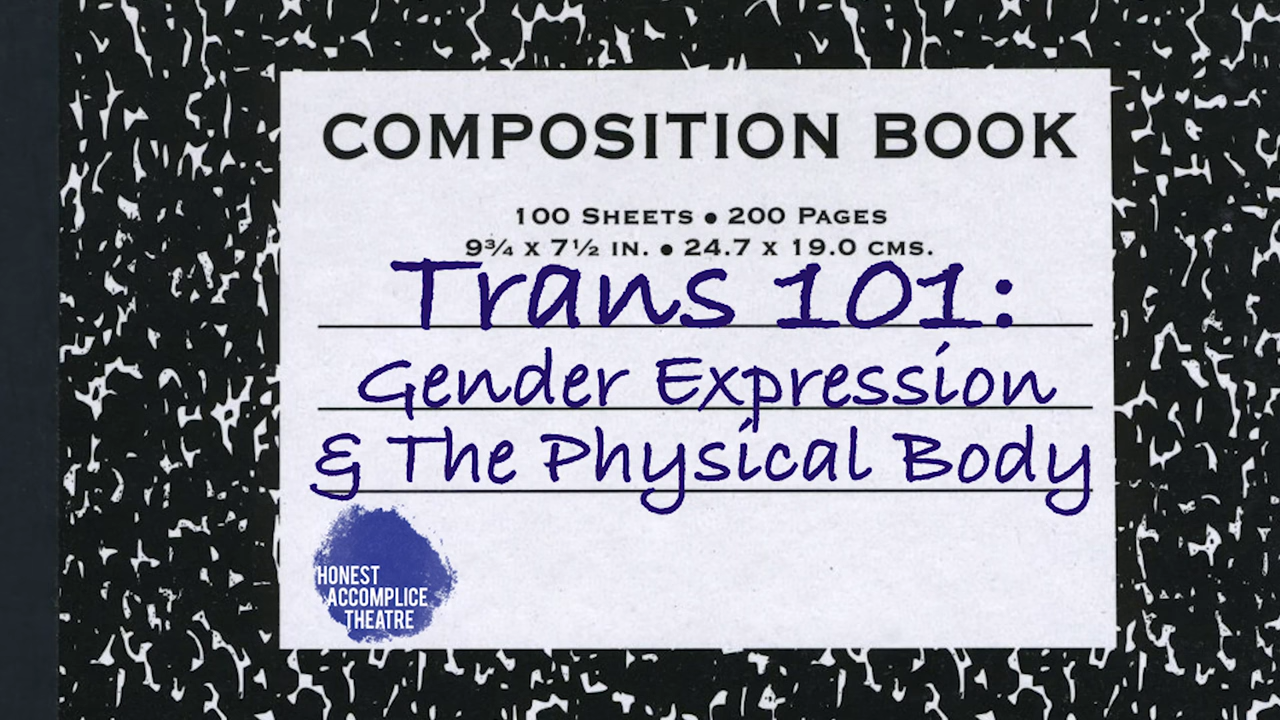 COMPOSITION BOOK
100 SHEETS ● 200 PAGES
9¾ X 7½ IN. ● 24.7 X 19.0 CMS.
Trans 101:
Gender Expression
& The Physical Body
HONEST
ACCOMPLICE
THEATRE